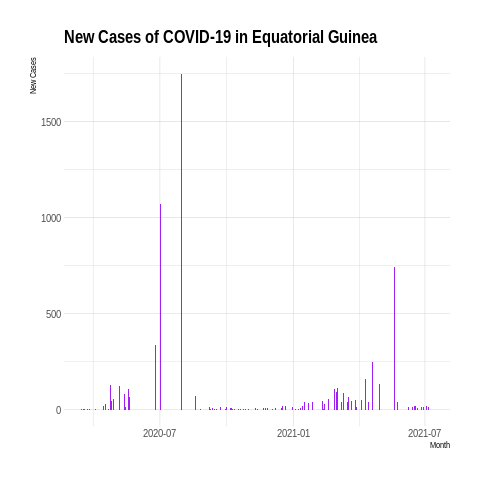 New Cases of COVID-19 in Equatorial Guinea
New Cases
1500
1000
500
0
2020-07
2021-01
2021-07
Month